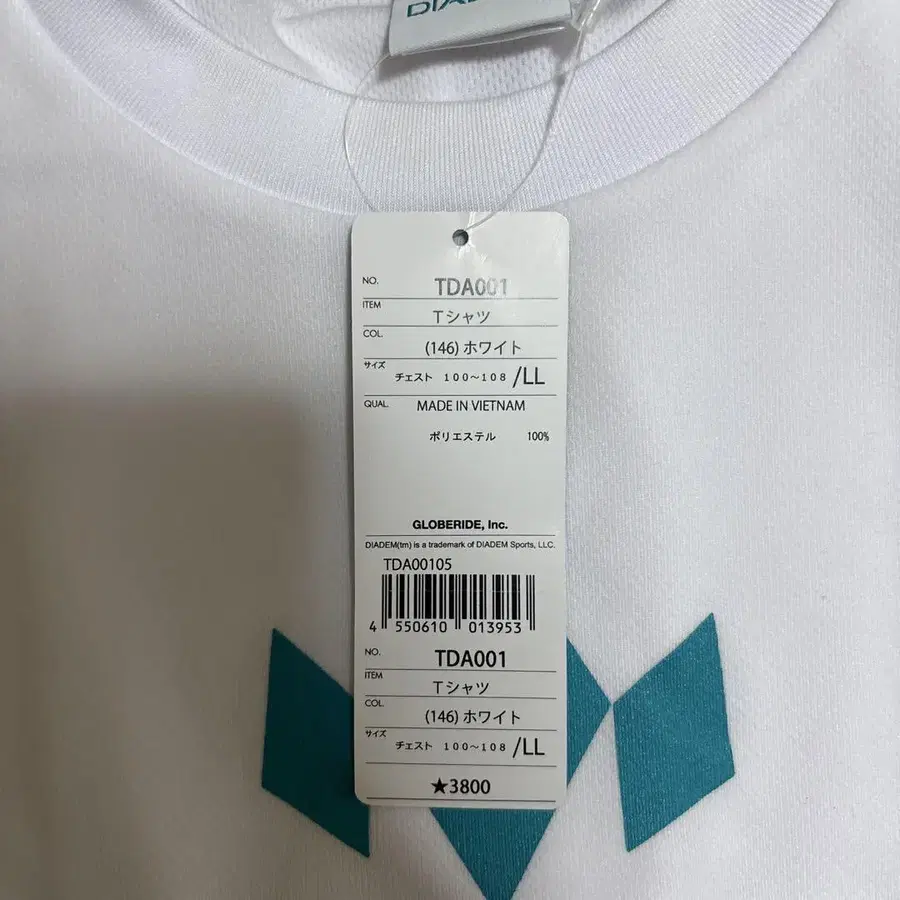 DIADEM
NO. TDA001
ITEM Tシャツ
COL. (146) ホワイト
サイズ チェスト 100〜108 /LL
QUAL. MADE IN VIETNAM
ポリエステル 100%
GLOBERIDE, Inc.
DIADEM(tm) is a trademark of DIADEM Sports, LLC.
TDA00105
4 550610 013953
NO. TDA001
ITEM Tシャツ
COL. (146) ホワイト
サイズ チェスト 100〜108 /LL
★3800